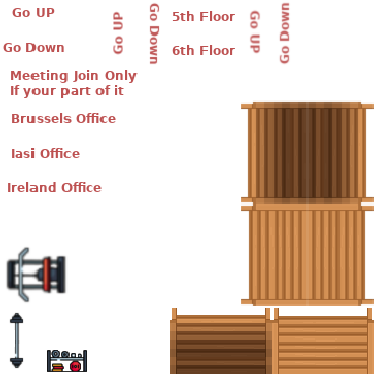 Go UP
Go Down
Go UP
Go Down
5th Floor
6th Floor
Go UP
Go Down
Meeting Join Only
If your part of it
Brussels Office
Iasi Office
Ireland Office